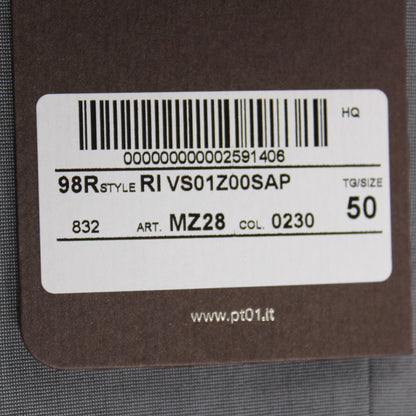 HQ
000000000002591406
98R STYLE RI VS01Z00SAP TG/SIZE
832 ART. MZ28 COL. 0230 50
www.pt01.it